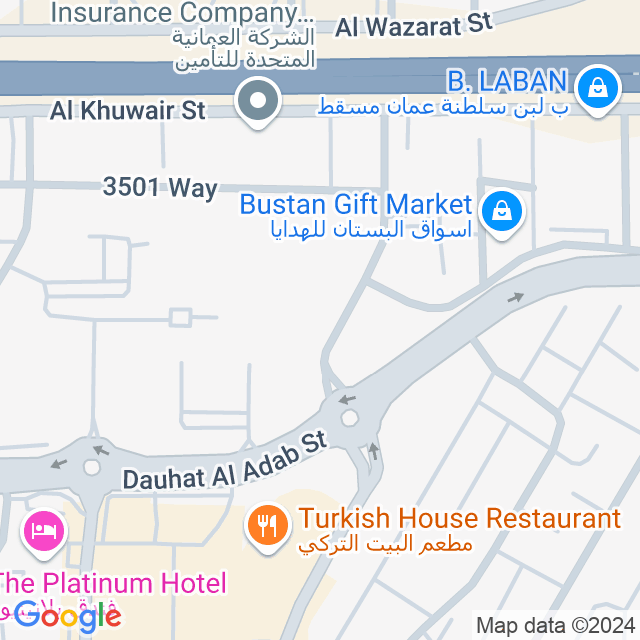 Insurance Company...
الشركة العمانية
المتحدة للتأمين
Al Wazarat St
B. LABAN
ب لبن سلطنة عمان مسقط
Al Khuwair St
3501 Way
Bustan Gift Market
اسواق البستان للهدايا
Dauhat Al Adab St
Turkish House Restaurant
مطعم البيت التركي
The Platinum Hotel
Google
Map data ©2024